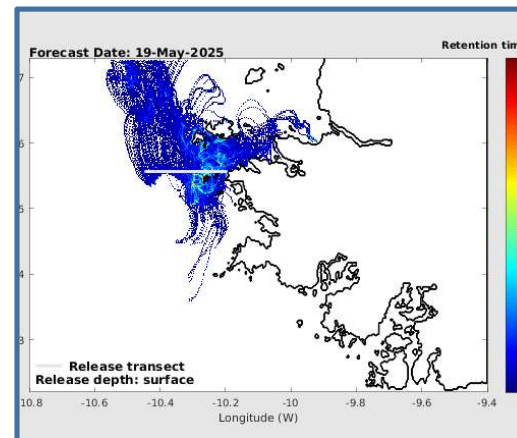 Forecast Date: 19-May-2025
Retention tim
7
6
5
4
3
Release transect
Release depth: surface
10.8 -10.6 -10.4 -10.2 -10 -9.8 -9.6 -9.4
Longitude (W)